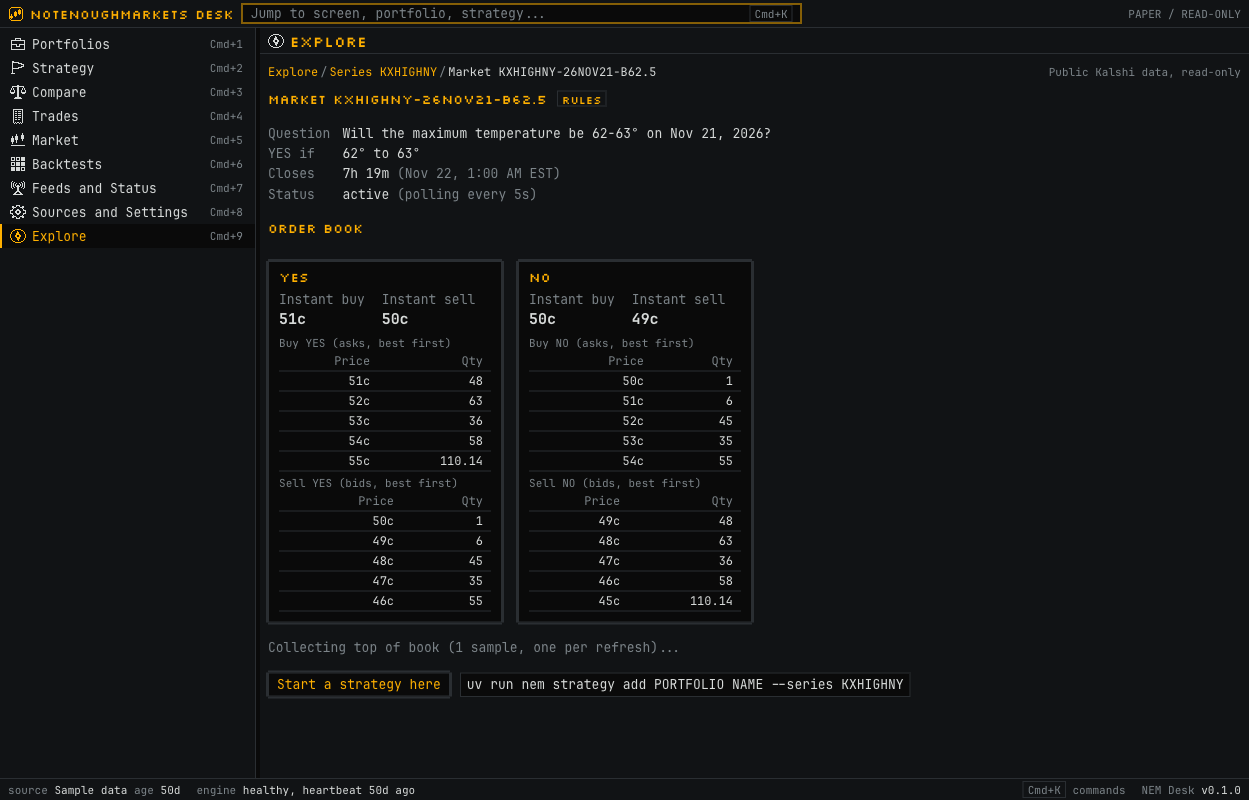 NOTENOUGHMARKETS DESK Jump to screen, portfolio, strategy... Cmd+K PAPER / READ-ONLY
Portfolios Cmd+1
Strategy Cmd+2
Compare Cmd+3
Trades Cmd+4
Market Cmd+5
Backtests Cmd+6
Feeds and Status Cmd+7
Sources and Settings Cmd+8
Explore Cmd+9
EXPLORE
Explore/Series KXHIGHNY/Market KXHIGHNY-26NOV21-B62.5 Public Kalshi data, read-only
MARKET KXHIGHNY-26NOV21-B62.5 RULES
Question Will the maximum temperature be 62-63° on Nov 21, 2026?
YES if 62° to 63°
Closes 7h 19m (Nov 22, 1:00 AM EST)
Status active (polling every 5s)
ORDER BOOK
YES
Instant buy Instant sell
51c 50c
Buy YES (asks, best first)
Price Qty
51c 48
52c 63
53c 36
54c 58
55c 110.14
Sell YES (bids, best first)
Price Qty
50c 1
49c 6
48c 45
47c 35
46c 55
NO
Instant buy Instant sell
50c 49c
Buy NO (asks, best first)
Price Qty
50c 1
51c 6
52c 45
53c 35
54c 55
Sell NO (bids, best first)
Price Qty
49c 48
48c 63
47c 36
46c 58
45c 110.14
Collecting top of book (1 sample, one per refresh)...
Start a strategy here uv run nem strategy add PORTFOLIO NAME --series KXHIGHNY
source Sample data age 50d engine healthy, heartbeat 50d ago Cmd+K commands NEM Desk v0.1.0